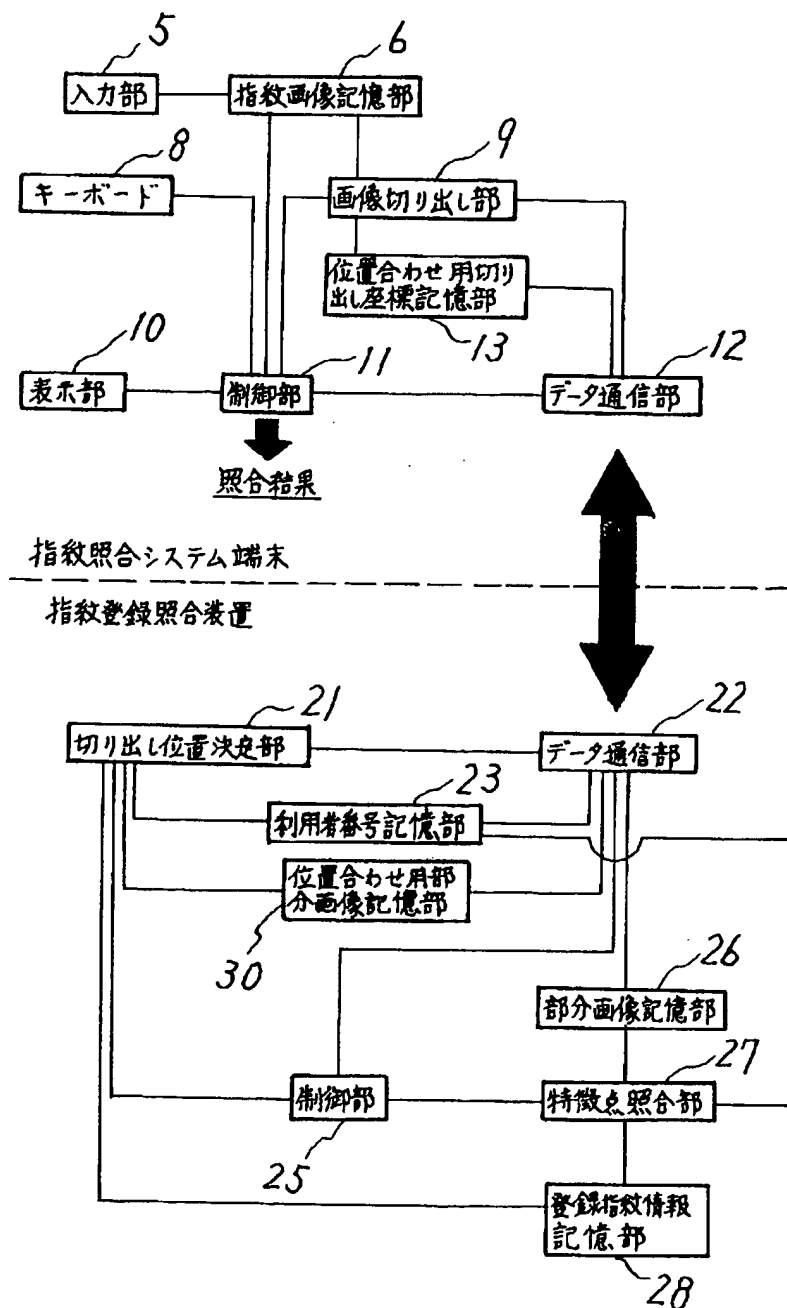 5
6
入力部
指紋画像記憶部
8
9
キーボード
画像切り出し部
位置合わせ用切り
出し座標記憶部
10
11
13
12
表示部
制御部
データ通信部
照合結果
指紋照合システム端末
指紋登録照合装置
21
22
切り出し位置決定部
データ通信部
23
利用者番号記憶部
位置合わせ用部
分画像記憶部
30
26
部分画像記憶部
27
制御部
特徴点照合部
25
登録指紋情報
記憶部
28